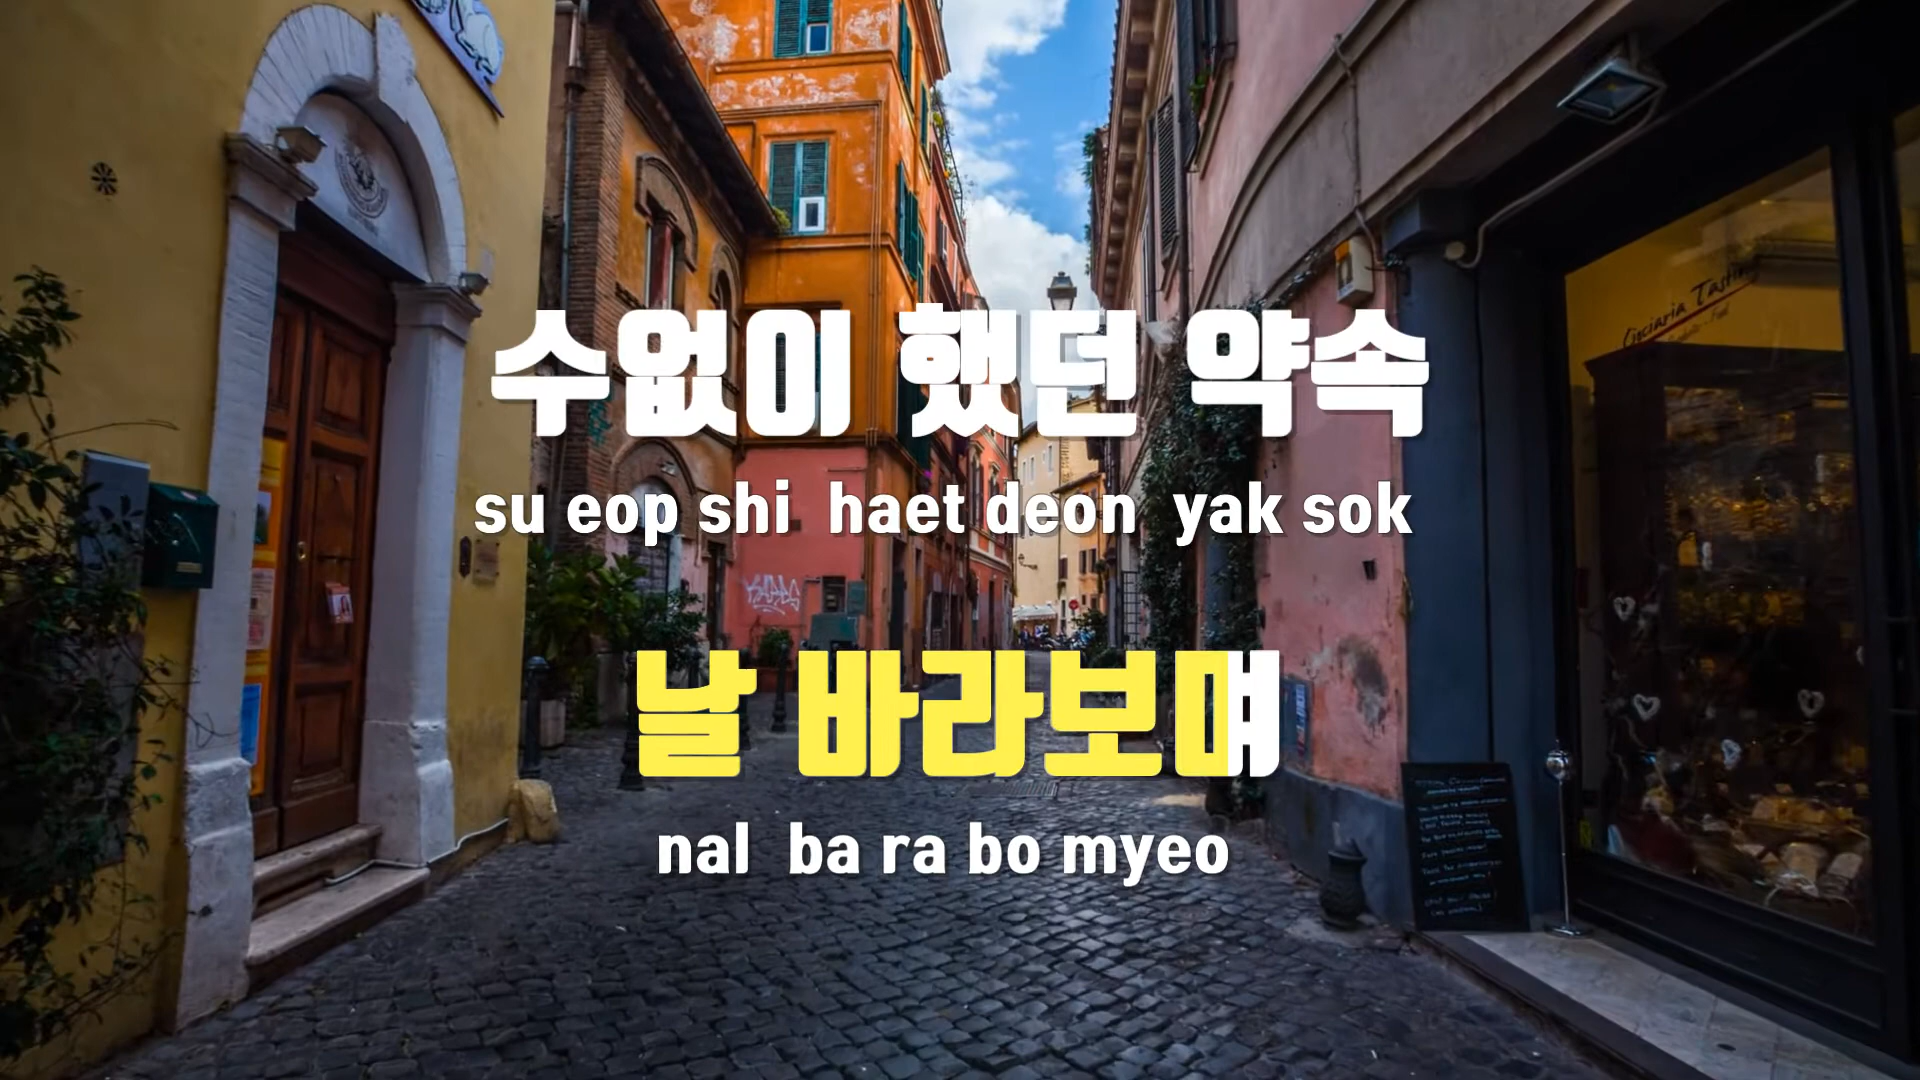 수없이 했던 약속
su eop shi haet deon yak sok
날 바라보며
nal ba ra bo myeo